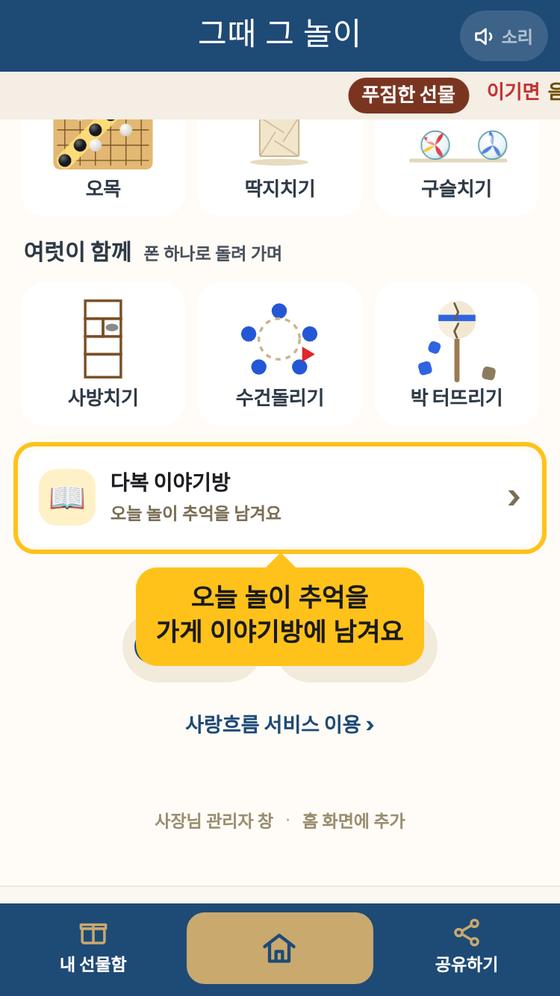 그때 그 놀이
소리
푸짐한 선물 이기면
오목
딱지치기
구슬치기
여럿이 함께 폰 하나로 돌려 가며
사방치기
수건돌리기
박 터뜨리기
다복 이야기방
오늘 놀이 추억을 남겨요
오늘 놀이 추억을
가게 이야기방에 남겨요
사랑흐름 서비스 이용 ›
사장님 관리자 창 · 홈 화면에 추가
내 선물함
공유하기